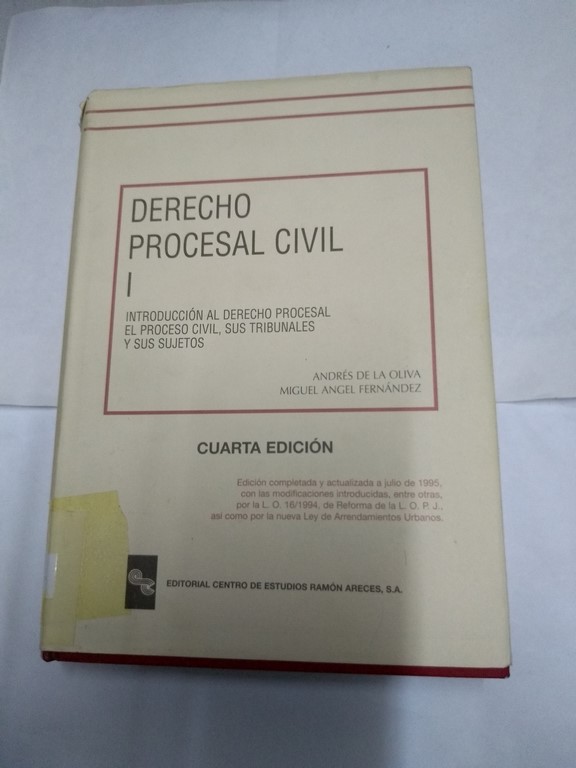 DERECHO
PROCESAL CIVIL
I
INTRODUCCIÓN AL DERECHO PROCESAL
EL PROCESO CIVIL, SUS TRIBUNALES
Y SUS SUJETOS
ANDRÉS DE LA OLIVA
MIGUEL ANGEL FERNÁNDEZ
CUARTA EDICIÓN
Edición completada y actualizada a julio de 1995,
con las modificaciones introducidas, entre otras,
por la L. O. 16/1994, de Reforma de la L. O. P. J.,
así como por la nueva Ley de Arrendamientos Urbanos.
EDITORIAL CENTRO DE ESTUDIOS RAMÓN ARECES, S.A.